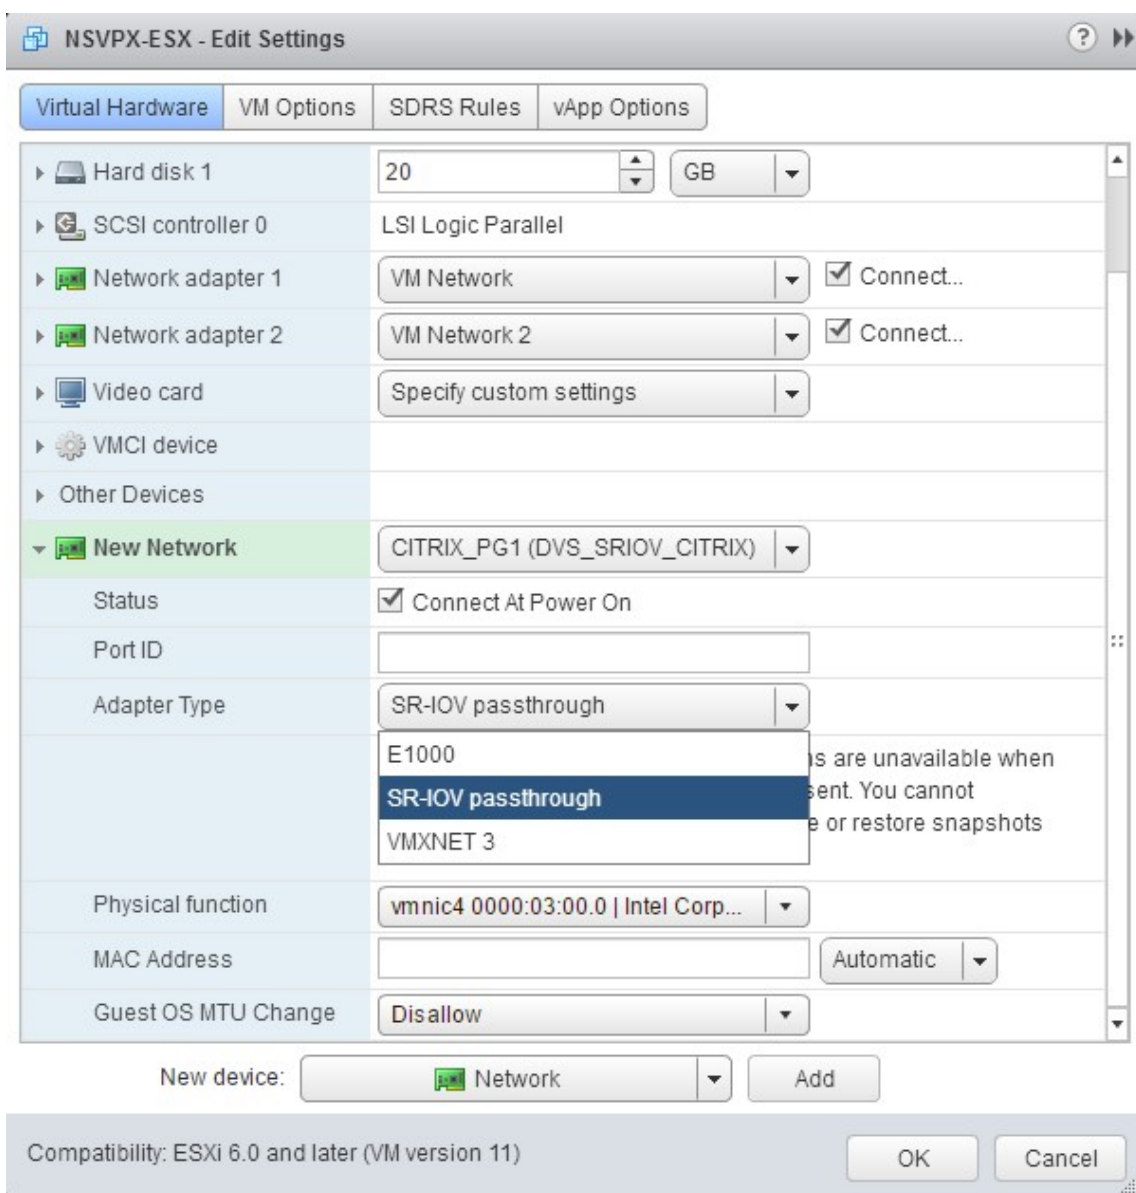 NSVPX-ESX - Edit Settings ?
Virtual Hardware VM Options SDRS Rules vApp Options
Hard disk 1 20 GB
SCSI controller 0 LSI Logic Parallel
Network adapter 1 VM Network Connect...
Network adapter 2 VM Network 2 Connect...
Video card Specify custom settings
VMCI device
Other Devices
New Network CITRIX_PG1 (DVS_SRIOV_CITRIX)
Status Connect At Power On
Port ID
Adapter Type SR-IOV passthrough
E1000
are unavailable when
SR-IOV passthrough
You cannot
or restore snapshots
VMXNET 3
Physical function vmnic4 0000:03:00.0 | Intel Corp...
MAC Address Automatic
Guest OS MTU Change Disallow
New device: Network Add
Compatibility: ESXi 6.0 and later (VM version 11) OK Cancel